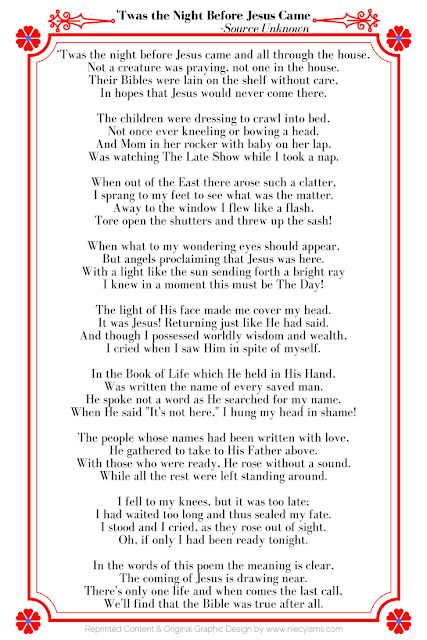 'Twas the Night Before Jesus Came
-Source Unknown
'Twas the night before Jesus came and all through the house,
Not a creature was praying, not one in the house.
Their Bibles were lain on the shelf without care,
In hopes that Jesus would never come there.
The children were dressing to crawl into bed,
Not once ever kneeling or bowing a head.
And Mom in her rocker with baby on her lap,
Was watching The Late Show while I took a nap.
When out of the East there arose such a clatter,
I sprang to my feet to see what was the matter.
Away to the window I flew like a flash,
Tore open the shutters and threw up the sash!
When what to my wondering eyes should appear,
But angels proclaiming that Jesus was here.
With a light like the sun sending forth a bright ray
I knew in a moment this must be The Day!
The light of His face made me cover my head.
It was Jesus! Returning just like He had said.
And though I possessed worldly wisdom and wealth,
I cried when I saw Him in spite of myself.
In the Book of Life which He held in His Hand,
Was written the name of every saved man.
He spoke not a word as He searched for my name,
When He said "It's not here," I hung my head in shame!
The people whose names had been written with love,
He gathered to take to His Father above.
With those who were ready, He rose without a sound,
While all the rest were left standing around.
I fell to my knees, but it was too late;
I had waited too long and thus sealed my fate.
I stood and I cried, as they rose out of sight,
Oh, if only I had been ready tonight.
In the words of this poem the meaning is clear,
The coming of Jesus is drawing near.
There's only one life and when comes the last call,
We'll find that the Bible was true after all.
Reprinted Content & Original Graphic Design by www.niecyisms.com